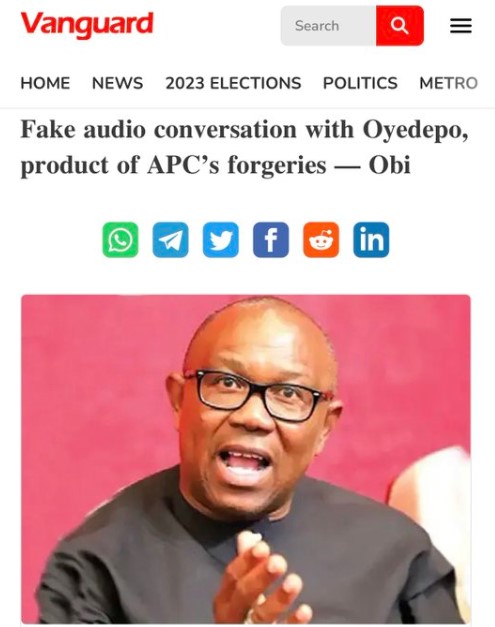 Vanguard
Search
HOME NEWS 2023 ELECTIONS POLITICS METRO
Fake audio conversation with Oyedepo,
product of APC’s forgeries — Obi